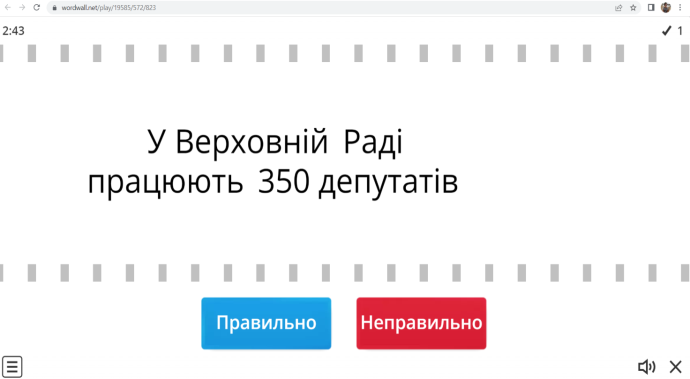 wordwall.net/play/19585/572/823
2:43
✓ 1
У Верховній Раді
працюють 350 депутатів
Правильно
Неправильно